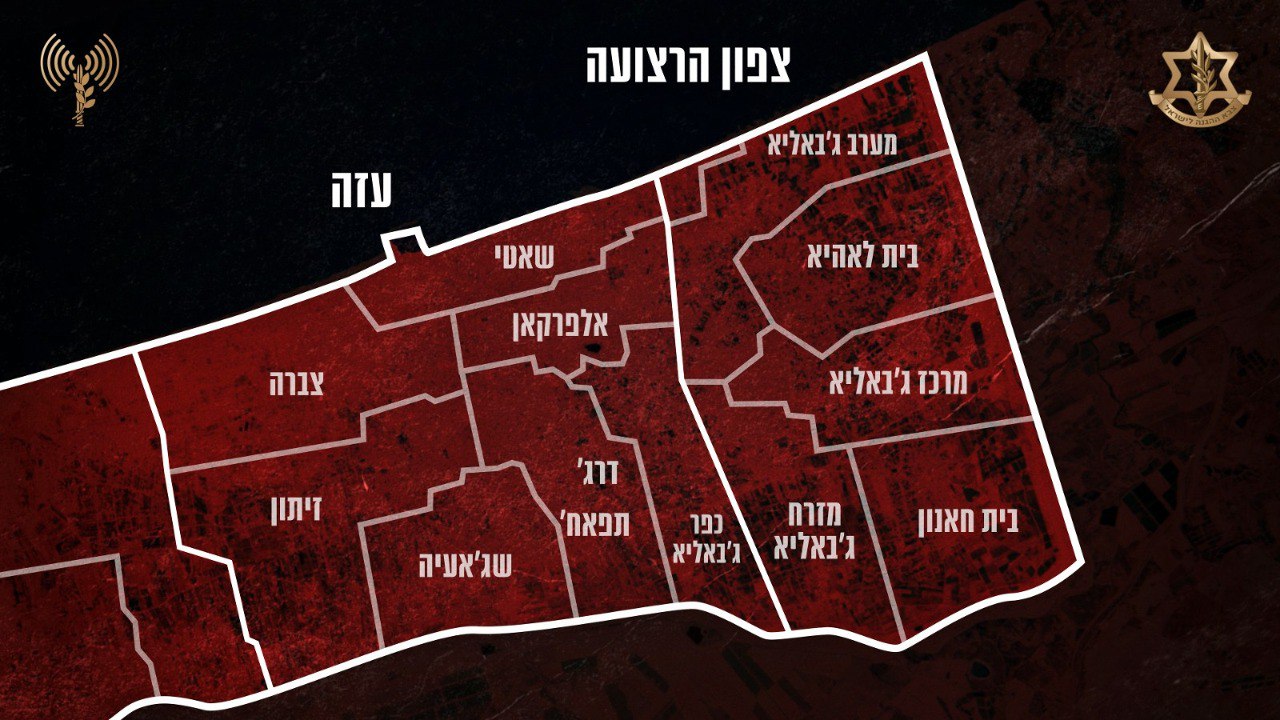 צפון הרצועה
עזה
מערב ג'באליא
בית לאהיא
שאטי
אלפרקאן
מרכז ג'באליא
צברה
דרג'
תפאח'
זיתון
שג'אעיה
כפר
ג'באליא
מזרח
ג'באליא
בית חאנון
צבא ההגנה לישראל